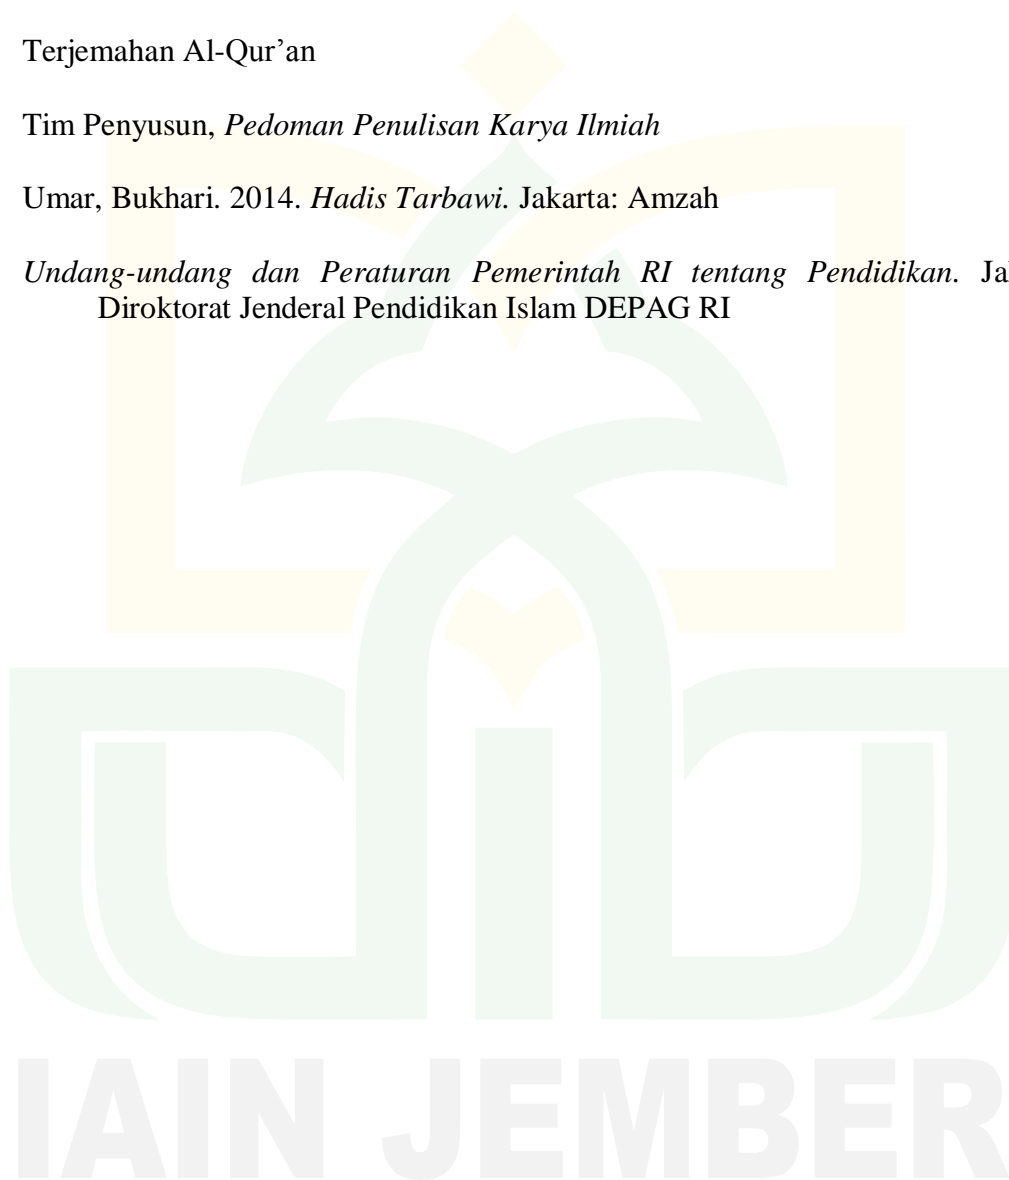 Terjemahan Al-Qur’an
Tim Penyusun, Pedoman Penulisan Karya Ilmiah
Umar, Bukhari. 2014. Hadis Tarbawi. Jakarta: Amzah
Undang-undang dan Peraturan Pemerintah RI tentang Pendidikan.
Diroktorat Jenderal Pendidikan Islam DEPAG RI
IAIN JEMBER